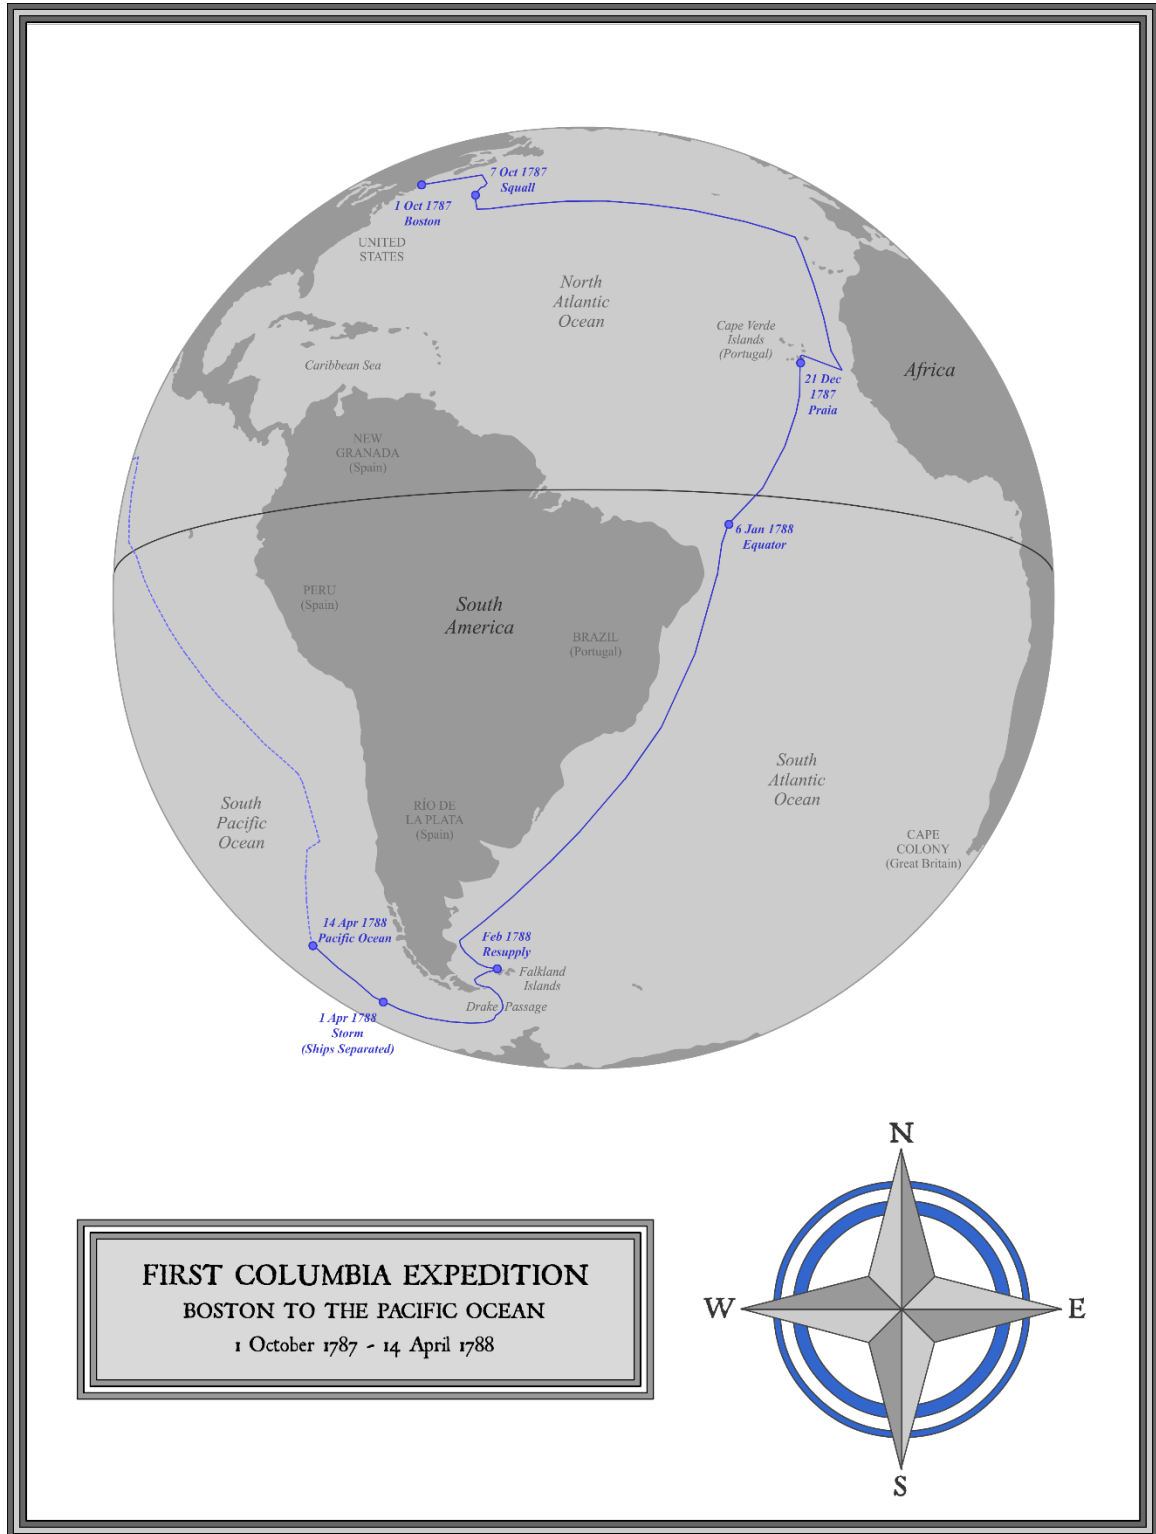 7 Oct 1787
Squall
1 Oct 1787
Boston
UNITED
STATES
North
Atlantic
Ocean
Cape Verde
Islands
(Portugal)
Caribbean Sea
Africa
21 Dec
1787
Praia
NEW
GRANADA
(Spain)
6 Jan 1788
Equator
PERU
(Spain)
South
America
BRAZIL
(Portugal)
South
Atlantic
Ocean
South
Pacific
Ocean
RÍO DE
LA PLATA
(Spain)
CAPE
COLONY
(Great Britain)
14 Apr 1788
Pacific Ocean
Feb 1788
Resupply
Falkland
Islands
Drake Passage
1 Apr 1788
Storm
(Ships Separated)
N
W
E
S
FIRST COLUMBIA EXPEDITION
BOSTON TO THE PACIFIC OCEAN
1 October 1787 - 14 April 1788